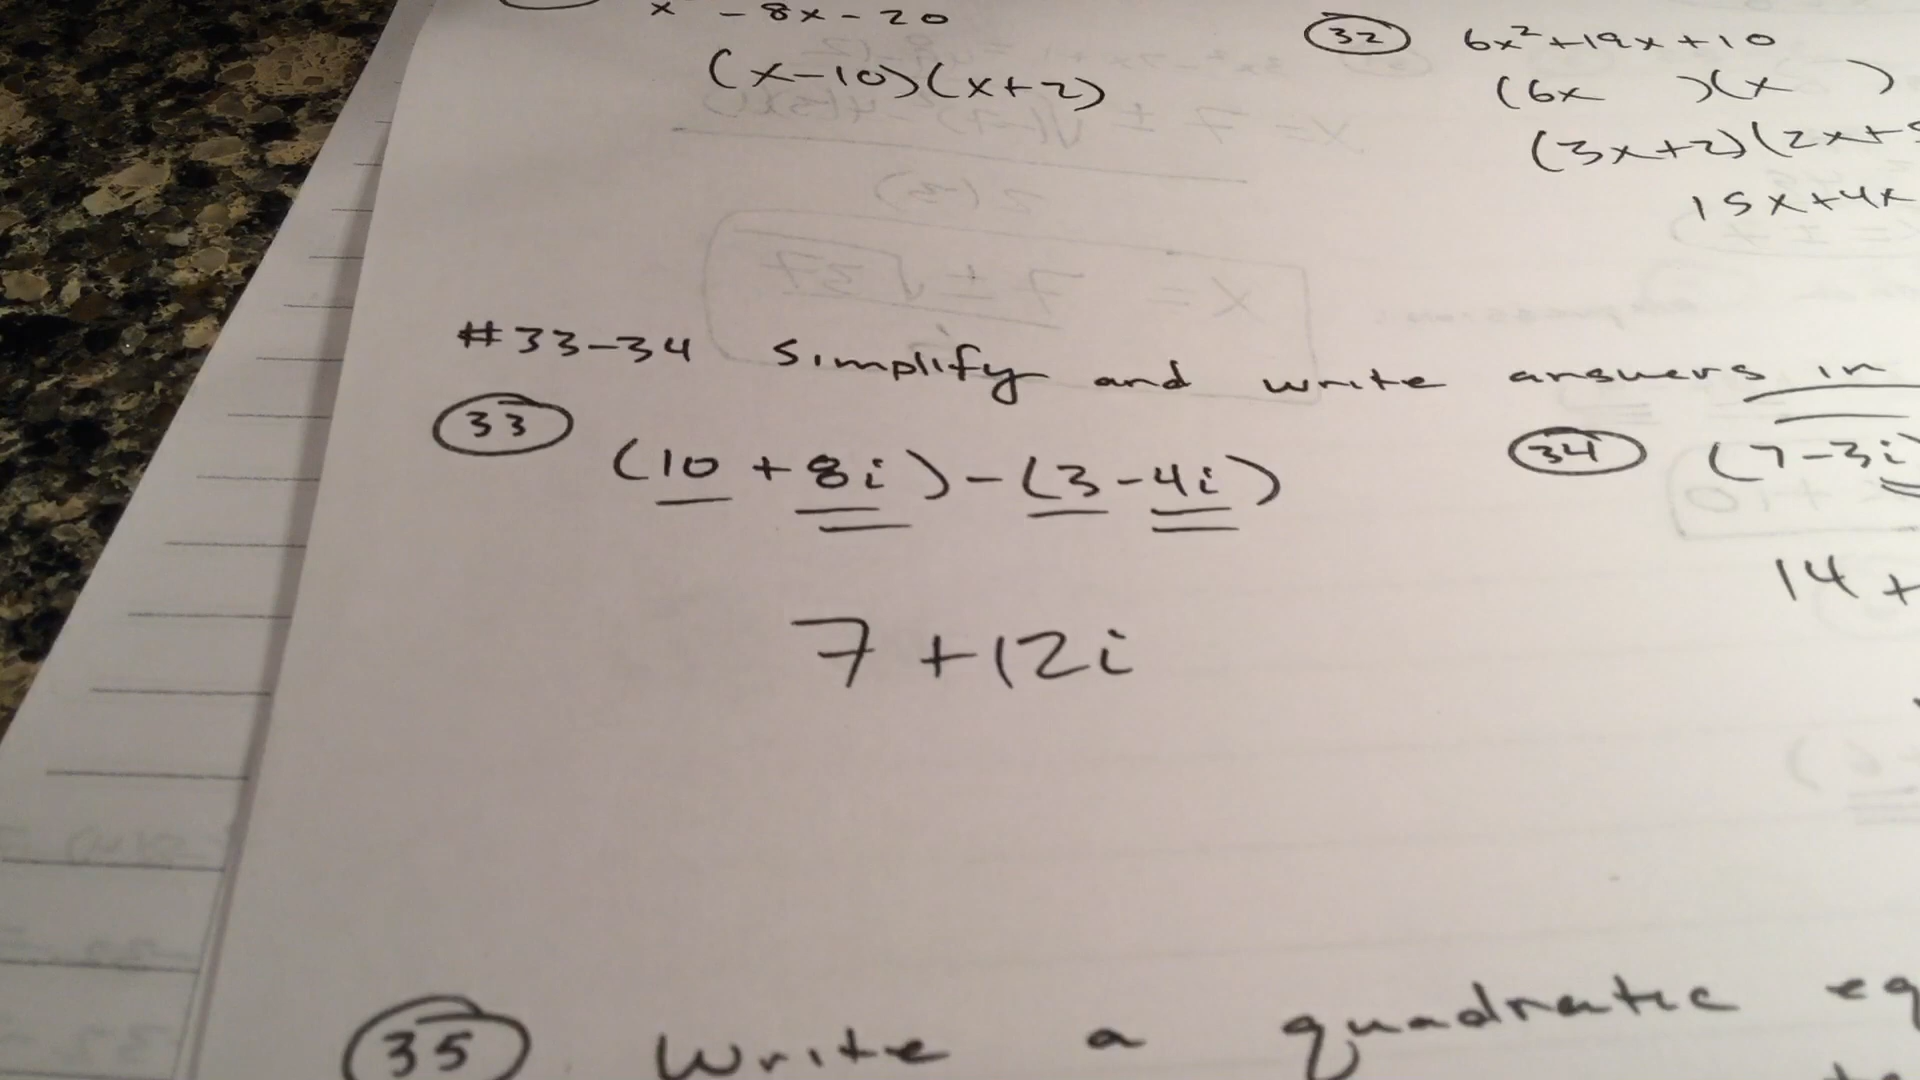 x - 8x - 20
(x-10)(x+2)
32 6x²+19x+10
(6x )(x )
(3x+2)(2x+
15x+4x
#33-34 Simplify and write answers in
33 (10 + 8i) - (3 - 4i)
7 + 12i
34 (7-3i)
14 +
35 Write a quadratic eq